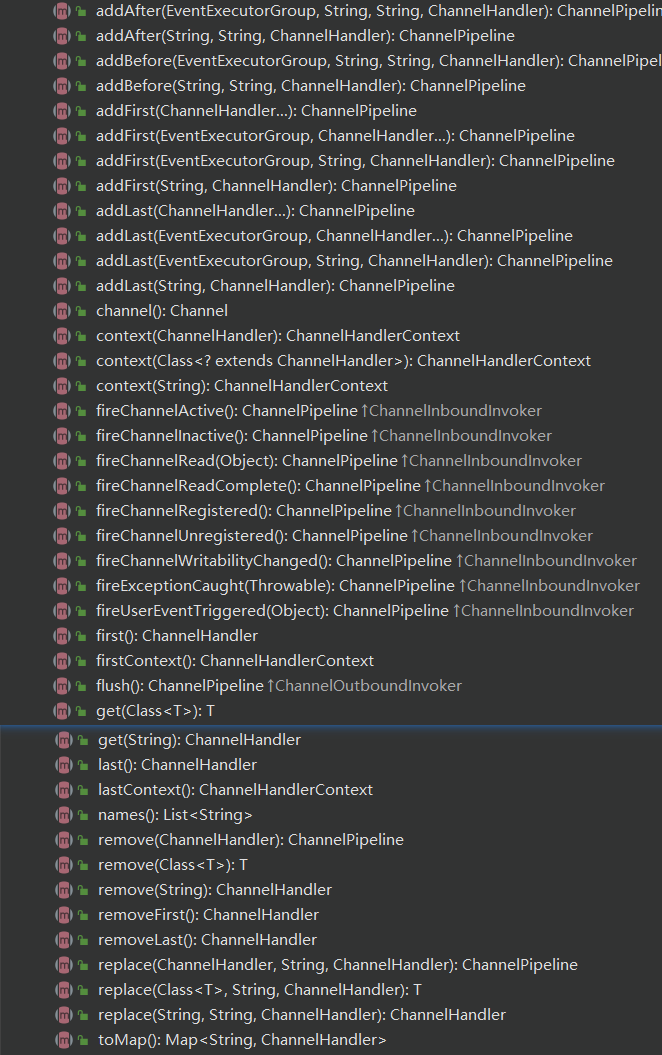 addAfter(EventExecutorGroup, String, String, ChannelHandler): ChannelPipelin
addAfter(String, String, ChannelHandler): ChannelPipeline
addBefore(EventExecutorGroup, String, String, ChannelHandler): ChannelPipel
addBefore(String, String, ChannelHandler): ChannelPipeline
addFirst(ChannelHandler...): ChannelPipeline
addFirst(EventExecutorGroup, ChannelHandler...): ChannelPipeline
addFirst(EventExecutorGroup, String, ChannelHandler): ChannelPipeline
addFirst(String, ChannelHandler): ChannelPipeline
addLast(ChannelHandler...): ChannelPipeline
addLast(EventExecutorGroup, ChannelHandler...): ChannelPipeline
addLast(EventExecutorGroup, String, ChannelHandler): ChannelPipeline
addLast(String, ChannelHandler): ChannelPipeline
channel(): Channel
context(ChannelHandler): ChannelHandlerContext
context(Class<? extends ChannelHandler>): ChannelHandlerContext
context(String): ChannelHandlerContext
fireChannelActive(): ChannelPipeline ↑ChannelInboundInvoker
fireChannelInactive(): ChannelPipeline ↑ChannelInboundInvoker
fireChannelRead(Object): ChannelPipeline ↑ChannelInboundInvoker
fireChannelReadComplete(): ChannelPipeline ↑ChannelInboundInvoker
fireChannelRegistered(): ChannelPipeline ↑ChannelInboundInvoker
fireChannelUnregistered(): ChannelPipeline ↑ChannelInboundInvoker
fireChannelWritabilityChanged(): ChannelPipeline ↑ChannelInboundInvoker
fireExceptionCaught(Throwable): ChannelPipeline ↑ChannelInboundInvoker
fireUserEventTriggered(Object): ChannelPipeline ↑ChannelInboundInvoker
first(): ChannelHandler
firstContext(): ChannelHandlerContext
flush(): ChannelPipeline ↑ChannelOutboundInvoker
get(Class<T>): T
get(String): ChannelHandler
last(): ChannelHandler
lastContext(): ChannelHandlerContext
names(): List<String>
remove(ChannelHandler): ChannelPipeline
remove(Class<T>): T
remove(String): ChannelHandler
removeFirst(): ChannelHandler
removeLast(): ChannelHandler
replace(ChannelHandler, String, ChannelHandler): ChannelPipeline
replace(Class<T>, String, ChannelHandler): T
replace(String, String, ChannelHandler): ChannelHandler
toMap(): Map<String, ChannelHandler>